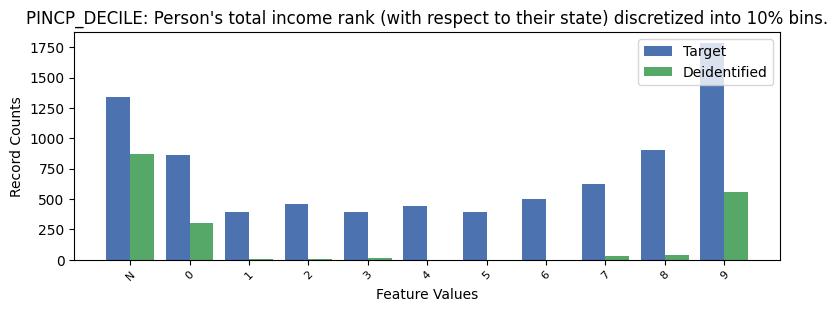 PINCP_DECILE: Person's total income rank (with respect to their state) discretized into 10% bins.
Record Counts
1750
1500
1250
1000
750
500
250
0
Target
Deidentified
N 0 1 2 3 4 5 6 7 8 9
Feature Values